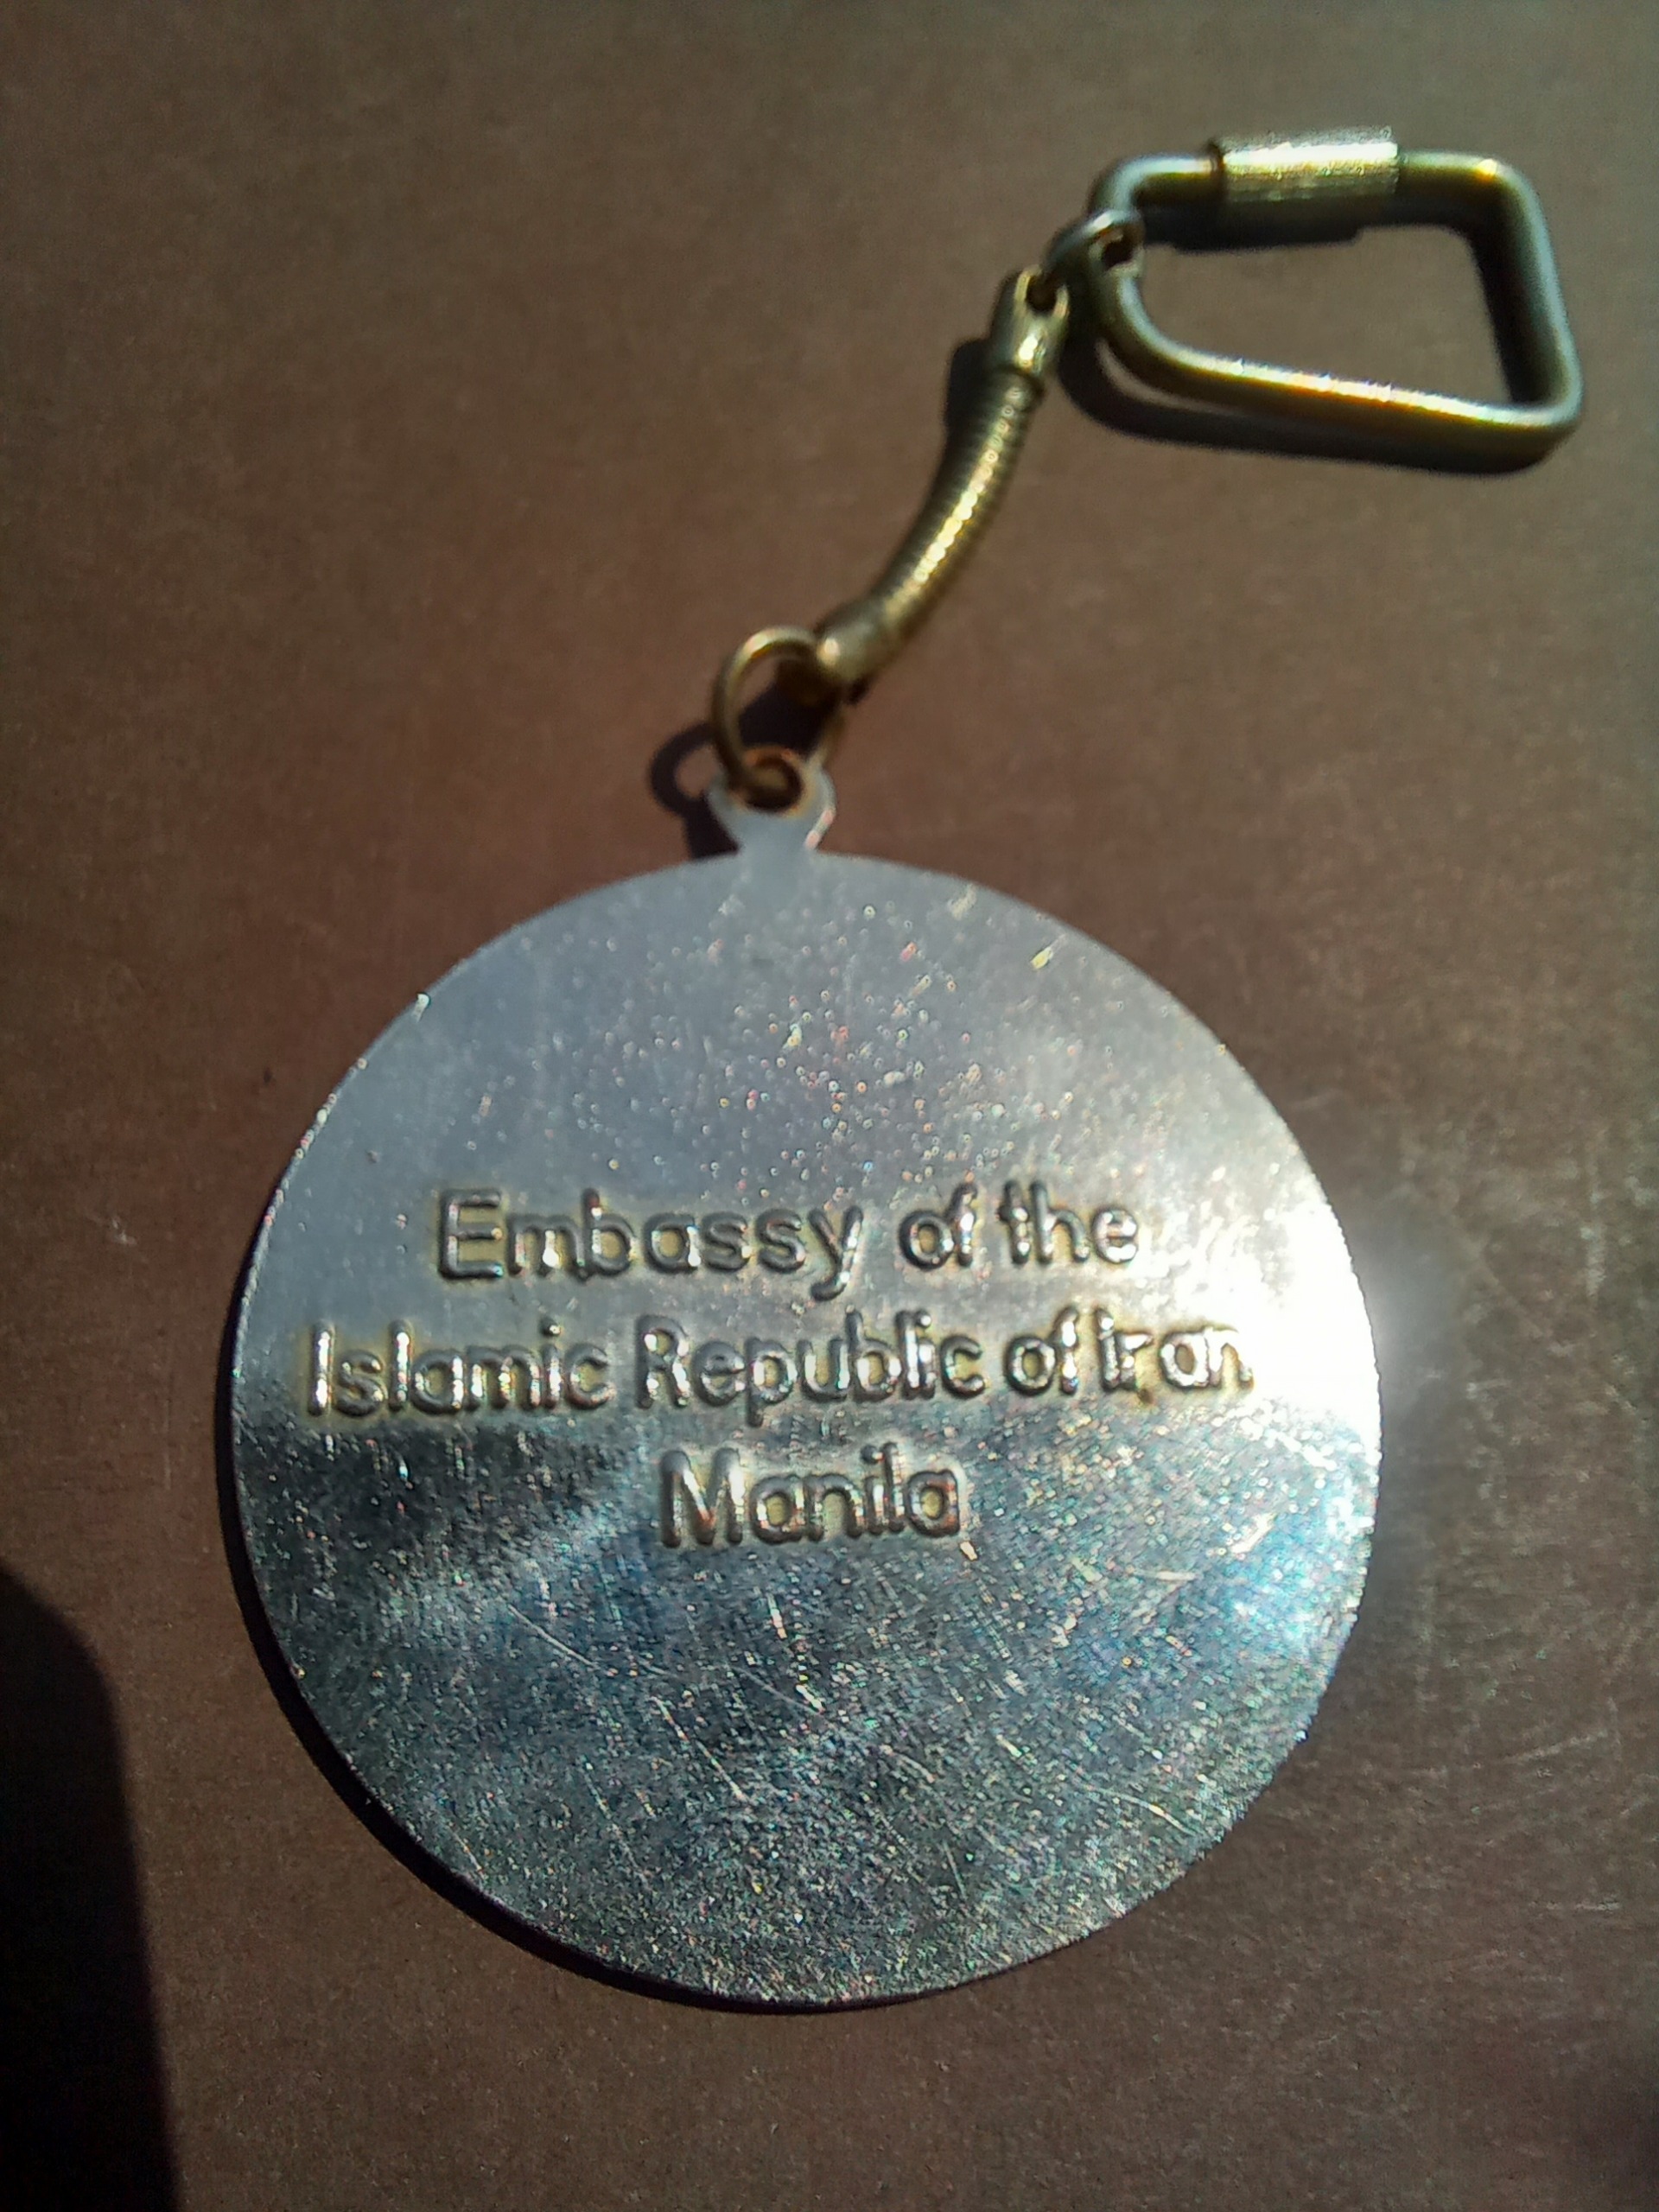 Embassy of the
Islamic Republic of Iran
Manila